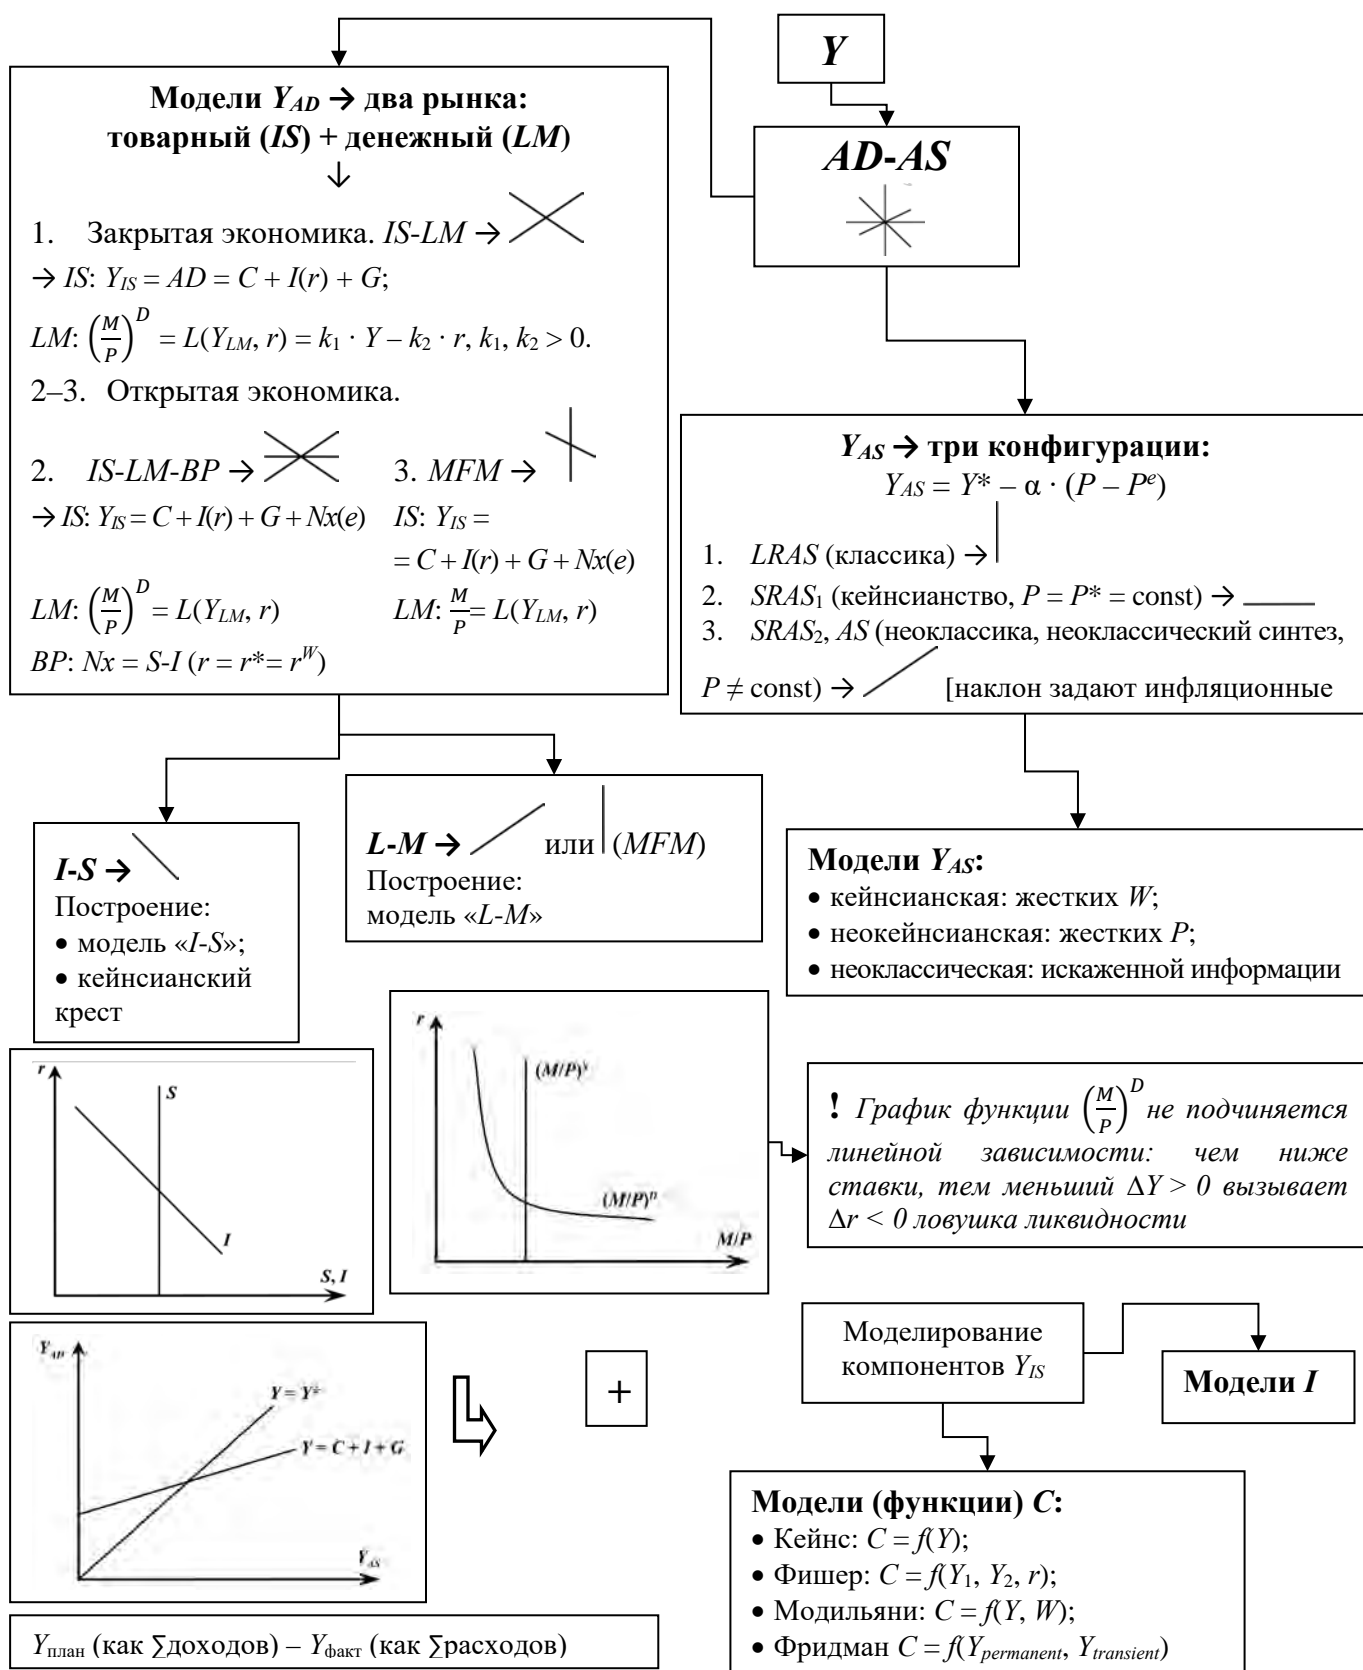 Y
AD-AS
Модели Y_AD → два рынка:
товарный (IS) + денежный (LM)
↓
1. Закрытая экономика. IS-LM →
→ IS: Y_IS = AD = C + I(r) + G;
LM: (M/P)^D = L(Y_LM, r) = k₁ · Y – k₂ · r, k₁, k₂ > 0.
2–3. Открытая экономика.
2. IS-LM-BP →
→ IS: Y_IS = C + I(r) + G + Nx(e)
LM: (M/P)^D = L(Y_LM, r)
BP: Nx = S-I (r = r* = r^W)
3. MFM →
IS: Y_IS =
= C + I(r) + G + Nx(e)
LM: M/P = L(Y_LM, r)
Y_AS → три конфигурации:
Y_AS = Y* – α · (P – P^e)
1. LRAS (классика) →
2. SRAS₁ (кейнсианство, P = P* = const) →
3. SRAS₂, AS (неоклассика, неоклассический синтез,
P ≠ const) → [наклон задают инфляционные
I-S →
Построение:
• модель «I-S»;
• кейнсианский
крест
L-M → или (MFM)
Построение:
модель «L-M»
Модели Y_AS:
• кейнсианская: жестких W;
• неокейнсианская: жестких P;
• неоклассическая: искаженной информации
r
S
I
S, I
r
(M/P)^s
(M/P)^D
M/P
! График функции (M/P)^D не подчиняется
линейной зависимости: чем ниже
ставки, тем меньший ΔY > 0 вызывает
Δr < 0 ловушка ликвидности
Y_AD
Y = Y*
Y = C + I + G
Y_AS
+
Моделирование
компонентов Y_IS
Модели I
Модели (функции) C:
• Кейнс: C = f(Y);
• Фишер: C = f(Y₁, Y₂, r);
• Модильяни: C = f(Y, W);
• Фридман C = f(Y_permanent, Y_transient)
Y_план (как ∑доходов) – Y_факт (как ∑расходов)